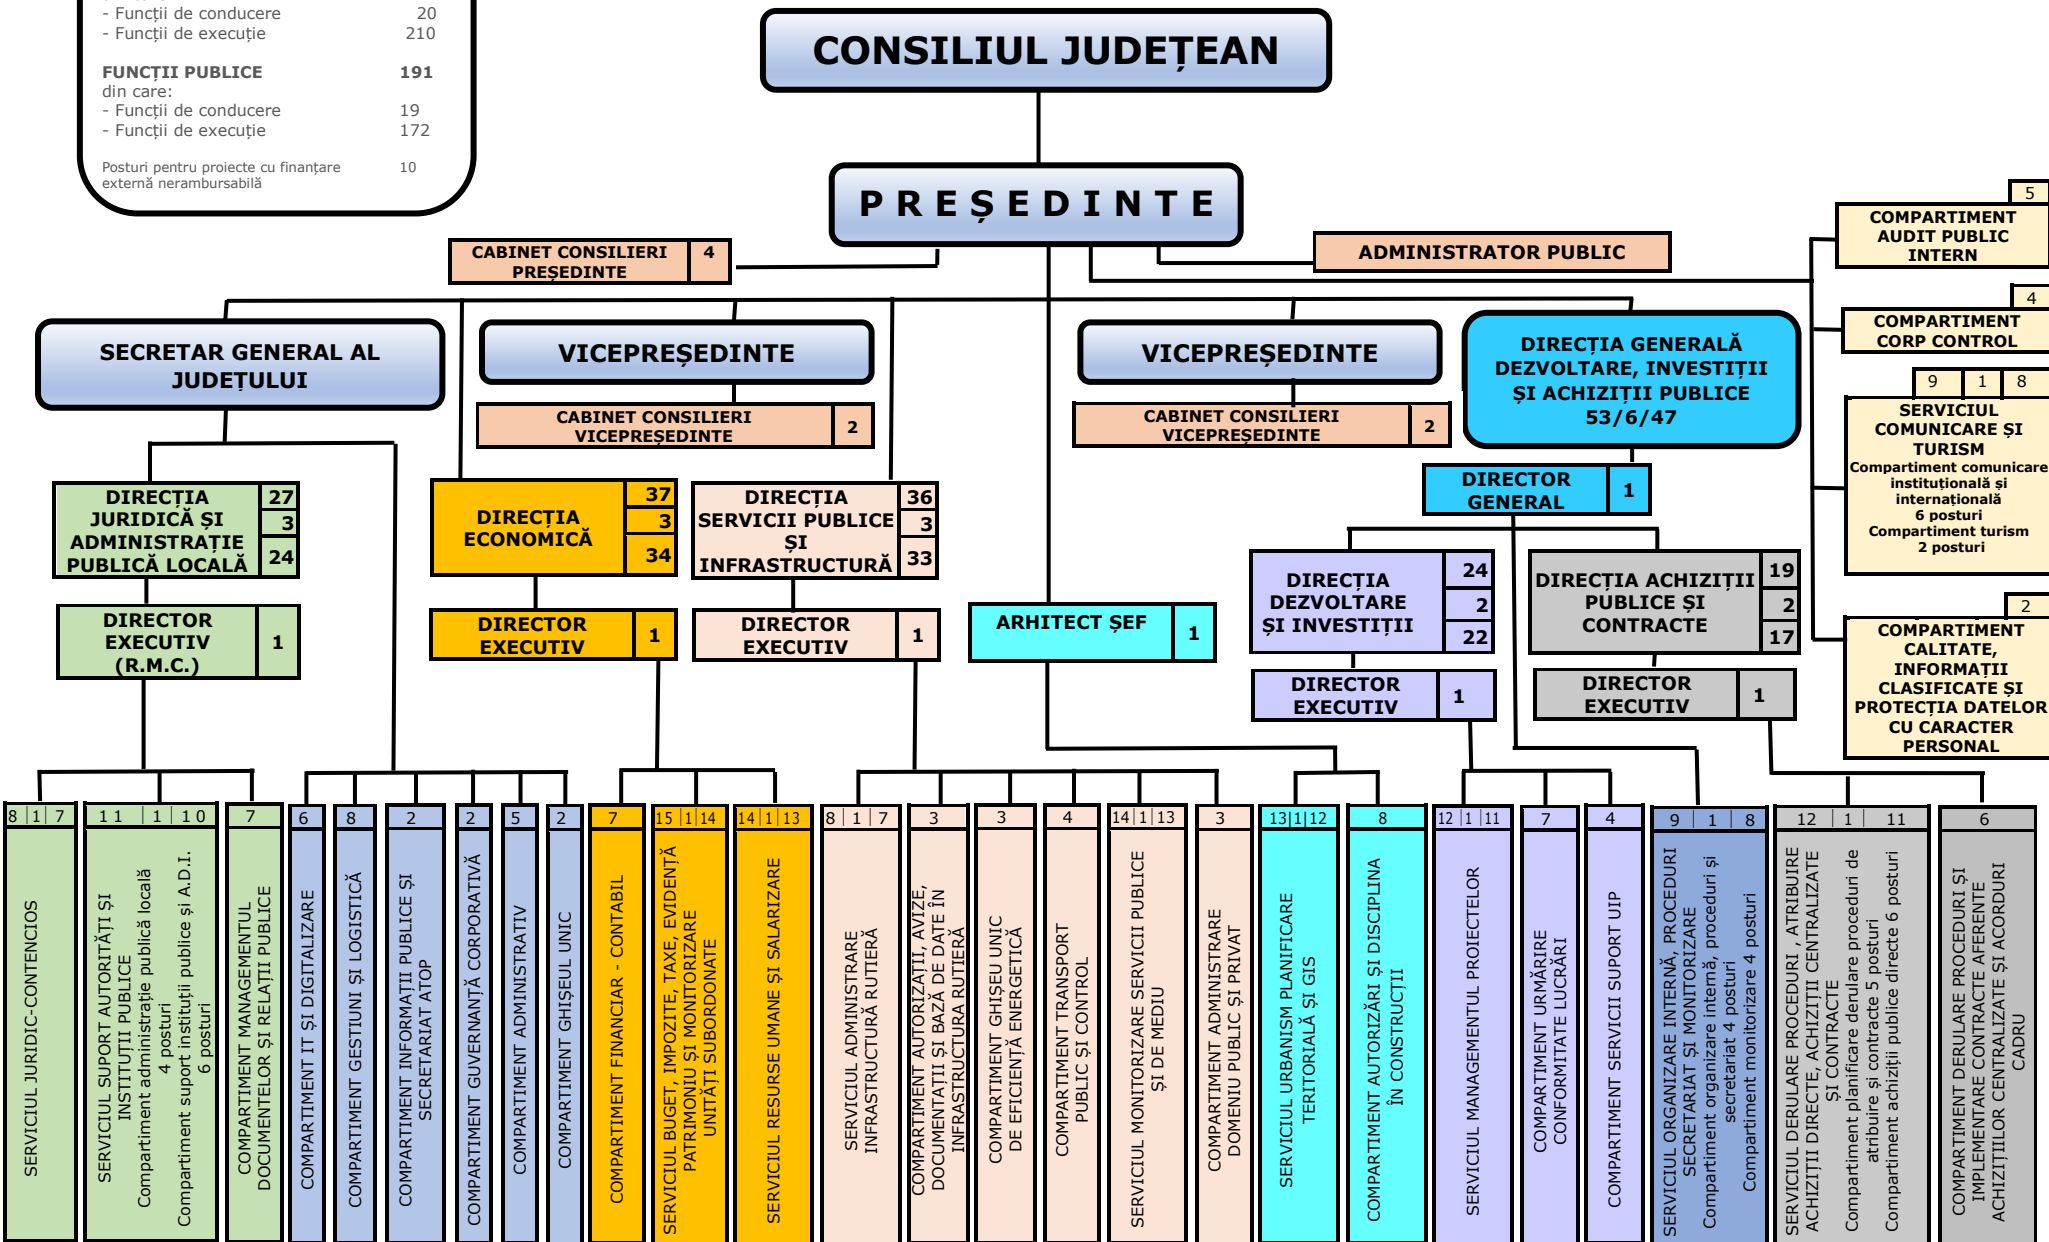 - Funcții de conducere 20
- Funcții de execuție 210
FUNCȚII PUBLICE 191
din care:
- Funcții de conducere 19
- Funcții de execuție 172
Posturi pentru proiecte cu finanțare 10
externă nerambursabilă
CONSILIUL JUDEȚEAN
PREȘEDINTE
CABINET CONSILIERI
PREȘEDINTE
4
ADMINISTRATOR PUBLIC
5
COMPARTIMENT
AUDIT PUBLIC
INTERN
4
COMPARTIMENT
CORP CONTROL
9 1 8
SERVICIUL
COMUNICARE ȘI
TURISM
Compartiment comunicare
instituțională și
internațională
6 posturi
Compartiment turism
2 posturi
2
COMPARTIMENT
CALITATE,
INFORMAȚII
CLASIFICATE ȘI
PROTECȚIA DATELOR
CU CARACTER
PERSONAL
SECRETAR GENERAL AL
JUDEȚULUI
VICEPREȘEDINTE
CABINET CONSILIERI
VICEPREȘEDINTE
2
VICEPREȘEDINTE
CABINET CONSILIERI
VICEPREȘEDINTE
2
DIRECȚIA GENERALĂ
DEZVOLTARE, INVESTIȚII
ȘI ACHIZIȚII PUBLICE
53/6/47
DIRECTOR
GENERAL
1
DIRECȚIA
JURIDICĂ ȘI
ADMINISTRAȚIE
PUBLICĂ LOCALĂ
27
3
24
DIRECTOR
EXECUTIV
(R.M.C.)
1
DIRECȚIA
ECONOMICĂ
37
3
34
DIRECTOR
EXECUTIV
1
DIRECȚIA
SERVICII PUBLICE
ȘI
INFRASTRUCTURĂ
36
3
33
DIRECTOR
EXECUTIV
1
ARHITECT ȘEF
1
DIRECȚIA
DEZVOLTARE
ȘI INVESTIȚII
24
2
22
DIRECTOR
EXECUTIV
1
DIRECȚIA ACHIZIȚII
PUBLICE ȘI
CONTRACTE
19
2
17
DIRECTOR
EXECUTIV
1
8 | 1 | 7
SERVICIUL JURIDIC-CONTENCIOS
11 | 1 | 10
SERVICIUL SUPORT AUTORITĂȚI ȘI
INSTITUȚII PUBLICE
Compartiment administrație publică locală
4 posturi
Compartiment suport instituții publice și A.D.I.
6 posturi
7
COMPARTIMENT MANAGEMENTUL
DOCUMENTELOR ȘI RELAȚII PUBLICE
6
COMPARTIMENT IT ȘI DIGITALIZARE
8
COMPARTIMENT GESTIUNI ȘI LOGISTICĂ
2
COMPARTIMENT INFORMAȚII PUBLICE ȘI
SECRETARIAT ATOP
2
COMPARTIMENT GUVERNANȚĂ CORPORATIVĂ
5
COMPARTIMENT ADMINISTRATIV
2
COMPARTIMENT GHIȘEUL UNIC
7
COMPARTIMENT FINANCIAR - CONTABIL
15 | 1 | 14
SERVICIUL BUGET, IMPOZITE, TAXE, EVIDENȚĂ
PATRIMONIU ȘI MONITORIZARE
UNITĂȚI SUBORDONATE
14 | 1 | 13
SERVICIUL RESURSE UMANE ȘI SALARIZARE
8 | 1 | 7
SERVICIUL ADMINISTRARE
INFRASTRUCTURĂ RUTIERĂ
3
COMPARTIMENT AUTORIZAȚII, AVIZE,
DOCUMENTAȚII ȘI BAZĂ DE DATE ÎN
INFRASTRUCTURA RUTIERĂ
3
COMPARTIMENT GHIȘEU UNIC
DE EFICIENȚĂ ENERGETICĂ
4
COMPARTIMENT TRANSPORT
PUBLIC ȘI CONTROL
14 | 1 | 13
SERVICIUL MONITORIZARE SERVICII PUBLICE
ȘI DE MEDIU
3
COMPARTIMENT ADMINISTRARE
DOMENIU PUBLIC ȘI PRIVAT
13|1|12
SERVICIUL URBANISM PLANIFICARE
TERITORIALĂ ȘI GIS
8
COMPARTIMENT AUTORIZĂRI ȘI DISCIPLINA
ÎN CONSTRUCȚII
12 | 1 | 11
SERVICIUL MANAGEMENTUL PROIECTELOR
7
COMPARTIMENT URMĂRIRE
CONFORMITATE LUCRĂRI
4
COMPARTIMENT SERVICII SUPORT UIP
9 | 1 | 8
SERVICIUL ORGANIZARE INTERNĂ, PROCEDURI
SECRETARIAT ȘI MONITORIZARE
Compartiment organizare internă, proceduri și
secretariat 4 posturi
Compartiment monitorizare 4 posturi
12 | 1 | 11
SERVICIUL DERULARE PROCEDURI , ATRIBUIRE
ACHIZIȚII DIRECTE, ACHIZIȚII CENTRALIZATE
ȘI CONTRACTE
Compartiment planificare derulare proceduri de
atribuire și contracte 5 posturi
Compartiment achiziții publice directe 6 posturi
6
COMPARTIMENT DERULARE PROCEDURI ȘI
IMPLEMENTARE CONTRACTE AFERENTE
ACHIZIȚIILOR CENTRALIZATE ȘI ACORDURI
CADRU